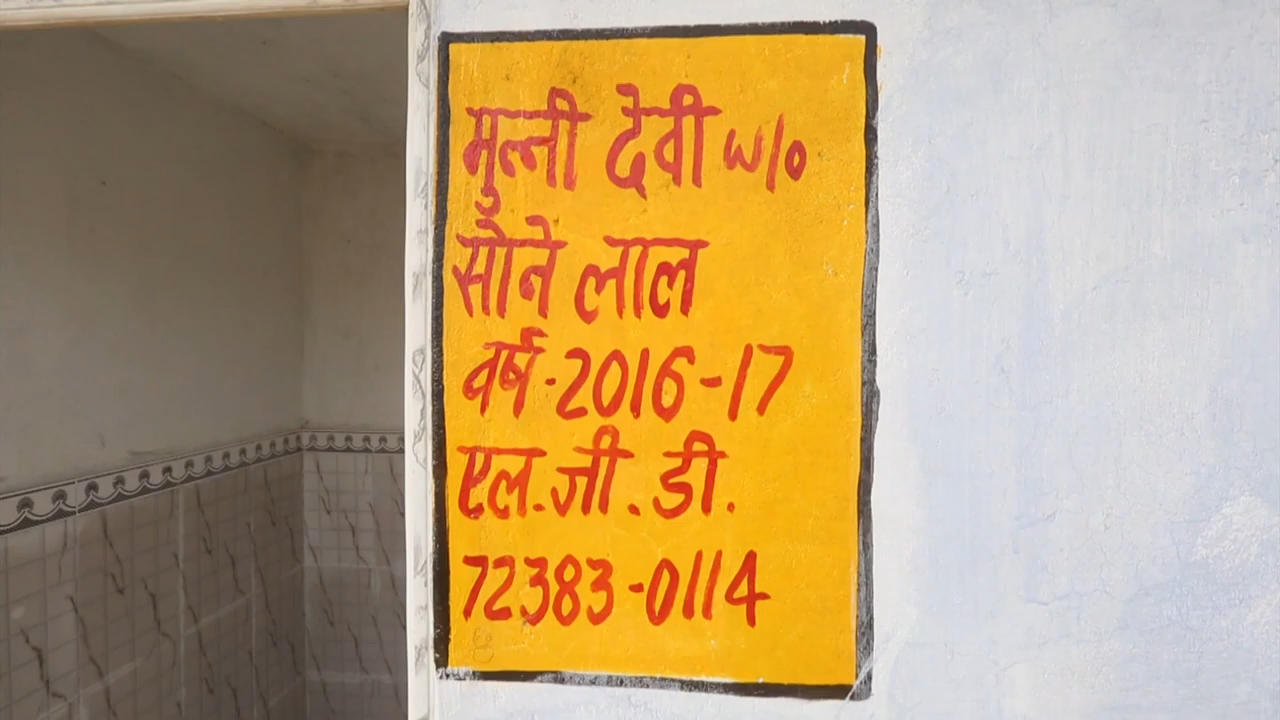 मुन्नी देवी w/o
सोने लाल
वर्ष-2016-17
एल.जी.डी.
72383-0114